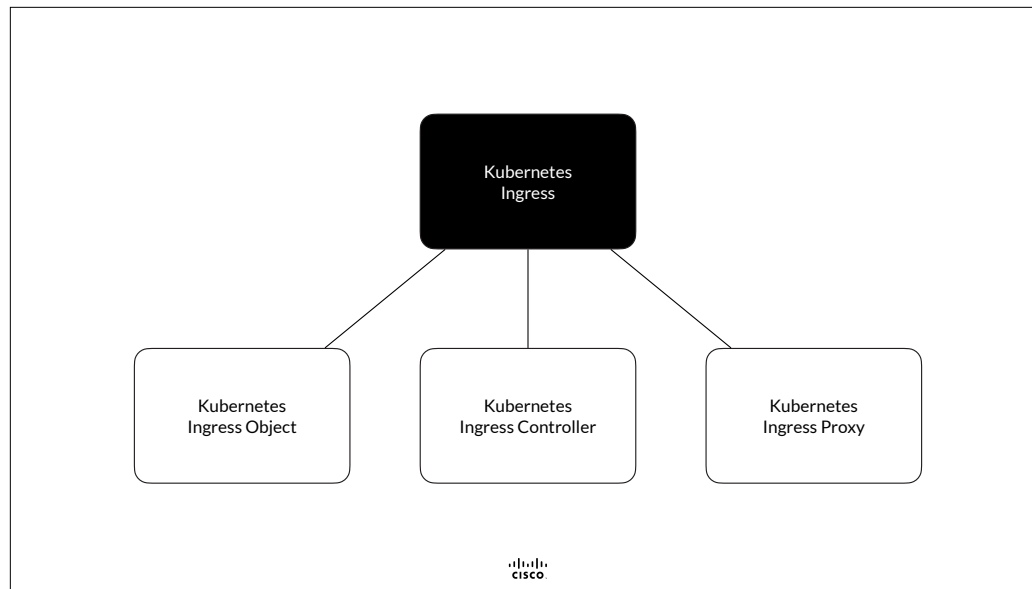 Kubernetes
Ingress
Kubernetes
Ingress Object
Kubernetes
Ingress Controller
Kubernetes
Ingress Proxy
CISCO